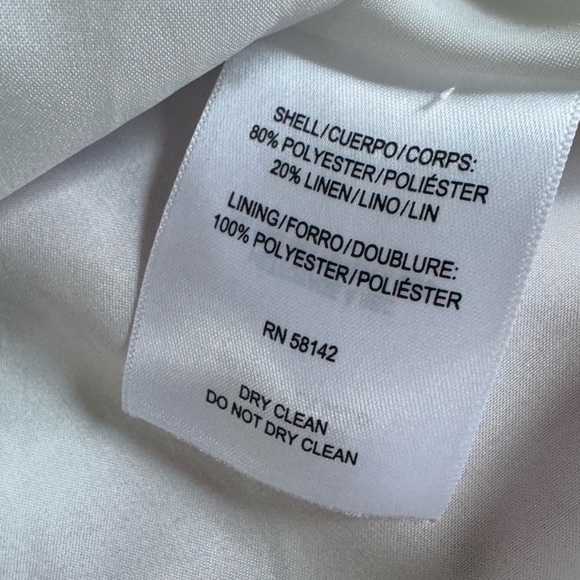 SHELL/CUERPO/CORPS:
80% POLYESTER/POLIÉSTER
20% LINEN/LINO/LIN
LINING/FORRO/DOUBLURE:
100% POLYESTER/POLIÉSTER
RN 58142
DRY CLEAN
DO NOT DRY CLEAN